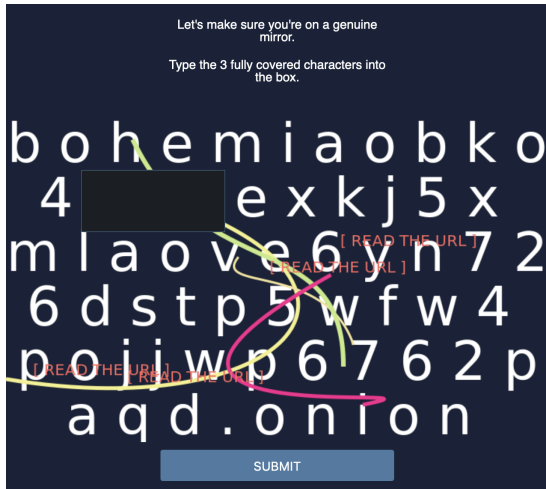 Let's make sure you're on a genuine
mirror.
Type the 3 fully covered characters into
the box.
b o h e m i a o b k o
4 e x k j 5 x
m l a o v e 6 y n 7 2
[ READ THE URL ]
[ READ THE URL ]
6 d s t p 5 w f w 4
p o j j w p 6 7 6 2 p
[ READ THE URL ]
[ READ THE URL ]
a q d . o n i o n
SUBMIT